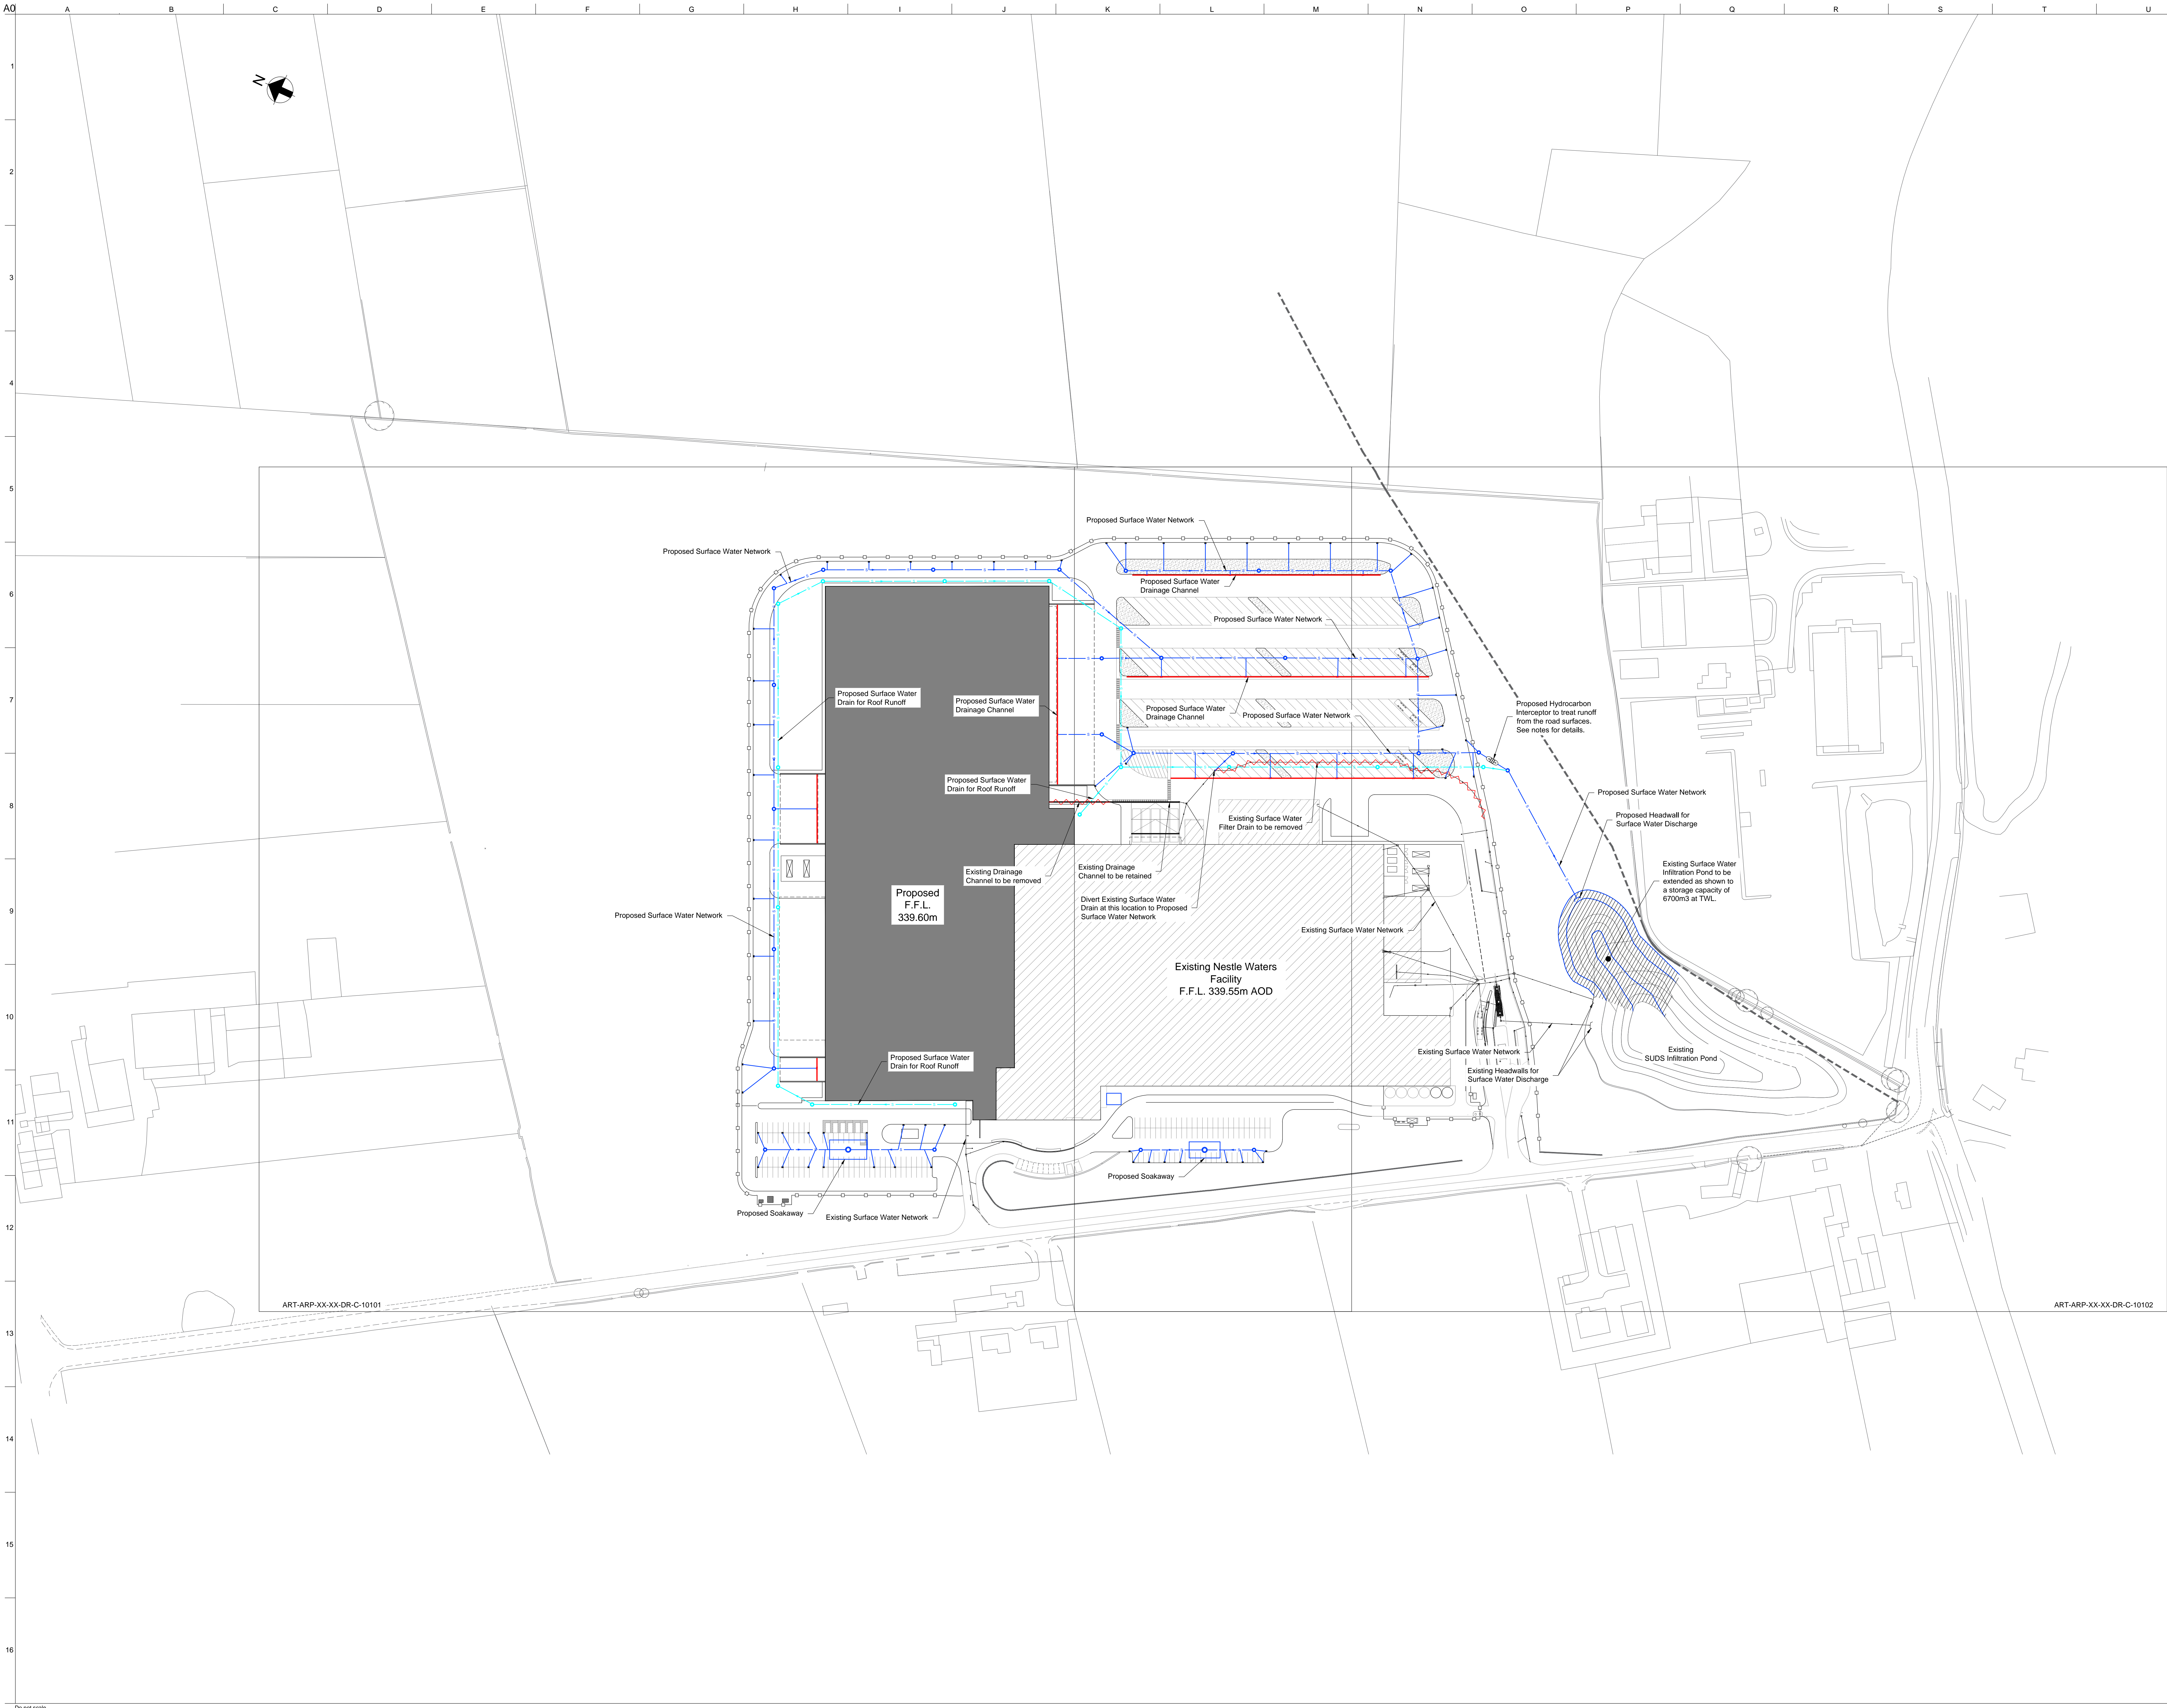 A0
A B C D E F G H I J K L M N O P Q R S T U
1
2
3
4
5
6
7
8
9
10
11
12
13
14
15
16
N
Proposed Surface Water Network
Proposed Surface Water Network
Proposed Surface Water
Drainage Channel
Proposed Surface Water Network
Proposed Surface Water
Drain for Roof Runoff
Proposed Surface Water
Drainage Channel
Proposed Surface Water
Drainage Channel
Proposed Surface Water Network
Proposed Hydrocarbon
Interceptor to treat runoff
from the road surfaces.
See notes for details.
Proposed Surface Water
Drain for Roof Runoff
Proposed Surface Water Network
Existing Surface Water
Filter Drain to be removed
Proposed Headwall for
Surface Water Discharge
Existing Drainage
Channel to be removed
Existing Drainage
Channel to be retained
Existing Surface Water
Infiltration Pond to be
extended as shown to
a storage capacity of
6700m3 at TWL.
Proposed
F.F.L.
339.60m
Divert Existing Surface Water
Drain at this location to Proposed
Surface Water Network
Proposed Surface Water Network
Existing Surface Water Network
Existing Nestle Waters
Facility
F.F.L. 339.55m AOD
Proposed Surface Water
Drain for Roof Runoff
Existing Surface Water Network
Existing
SUDS Infiltration Pond
Existing Headwalls for
Surface Water Discharge
Proposed Soakaway
Proposed Soakaway
Existing Surface Water Network
ART-ARP-XX-XX-DR-C-10101
ART-ARP-XX-XX-DR-C-10102
Do not scale